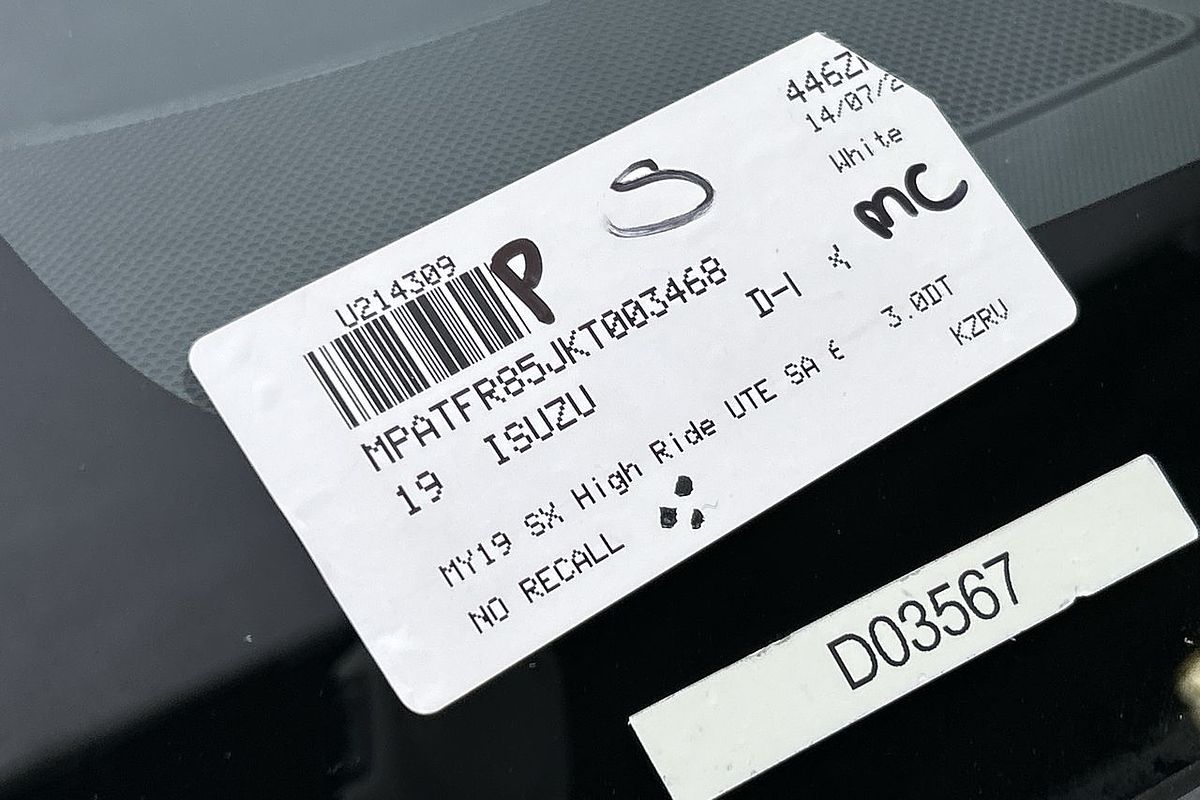 446Z
14/07/2
White
S
MC
U214309
P
MPATFR85JKT003468
19 ISUZU D-
MY19 SX High Ride UTE SA 3.0DT
KZRV
NO RECALL
D03567